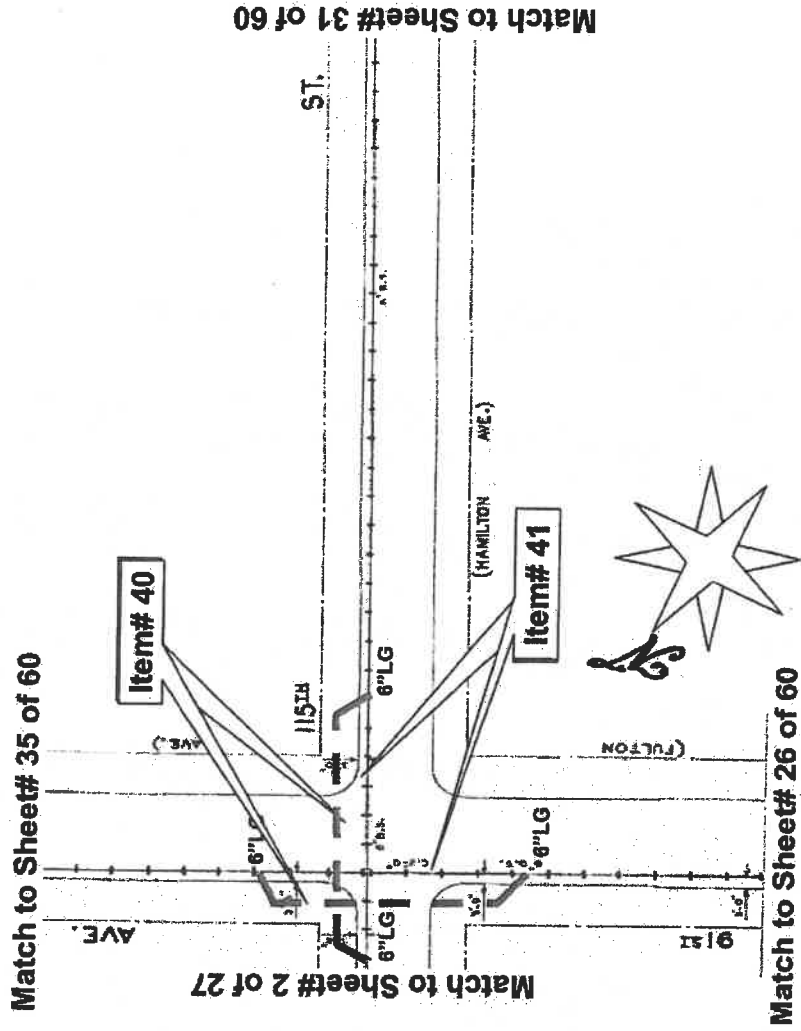 Match to Sheet# 35 of 60
Match to Sheet# 31 of 60
Match to Sheet# 2 of 27
Match to Sheet# 26 of 60
Item# 40
Item# 41
115TH
ST.
(HAMILTON AVE.)
AVE.
91ST
AVE.)
(FULTON
6"LG
6"LG
6"LG
6"LG
N